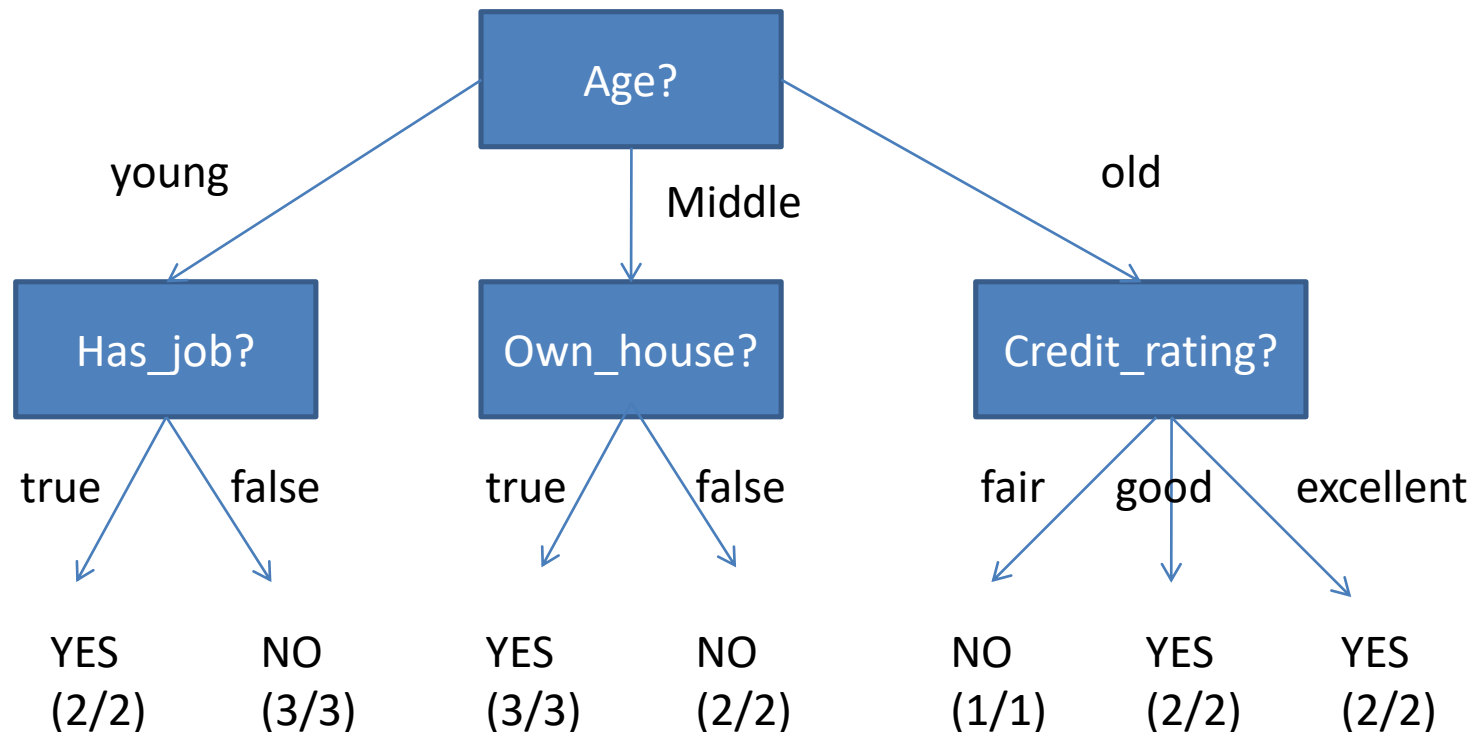 Age?
young
Middle
old
Has_job?
Own_house?
Credit_rating?
true
false
true
false
fair
good
excellent
YES
(2/2)
NO
(3/3)
YES
(3/3)
NO
(2/2)
NO
(1/1)
YES
(2/2)
YES
(2/2)